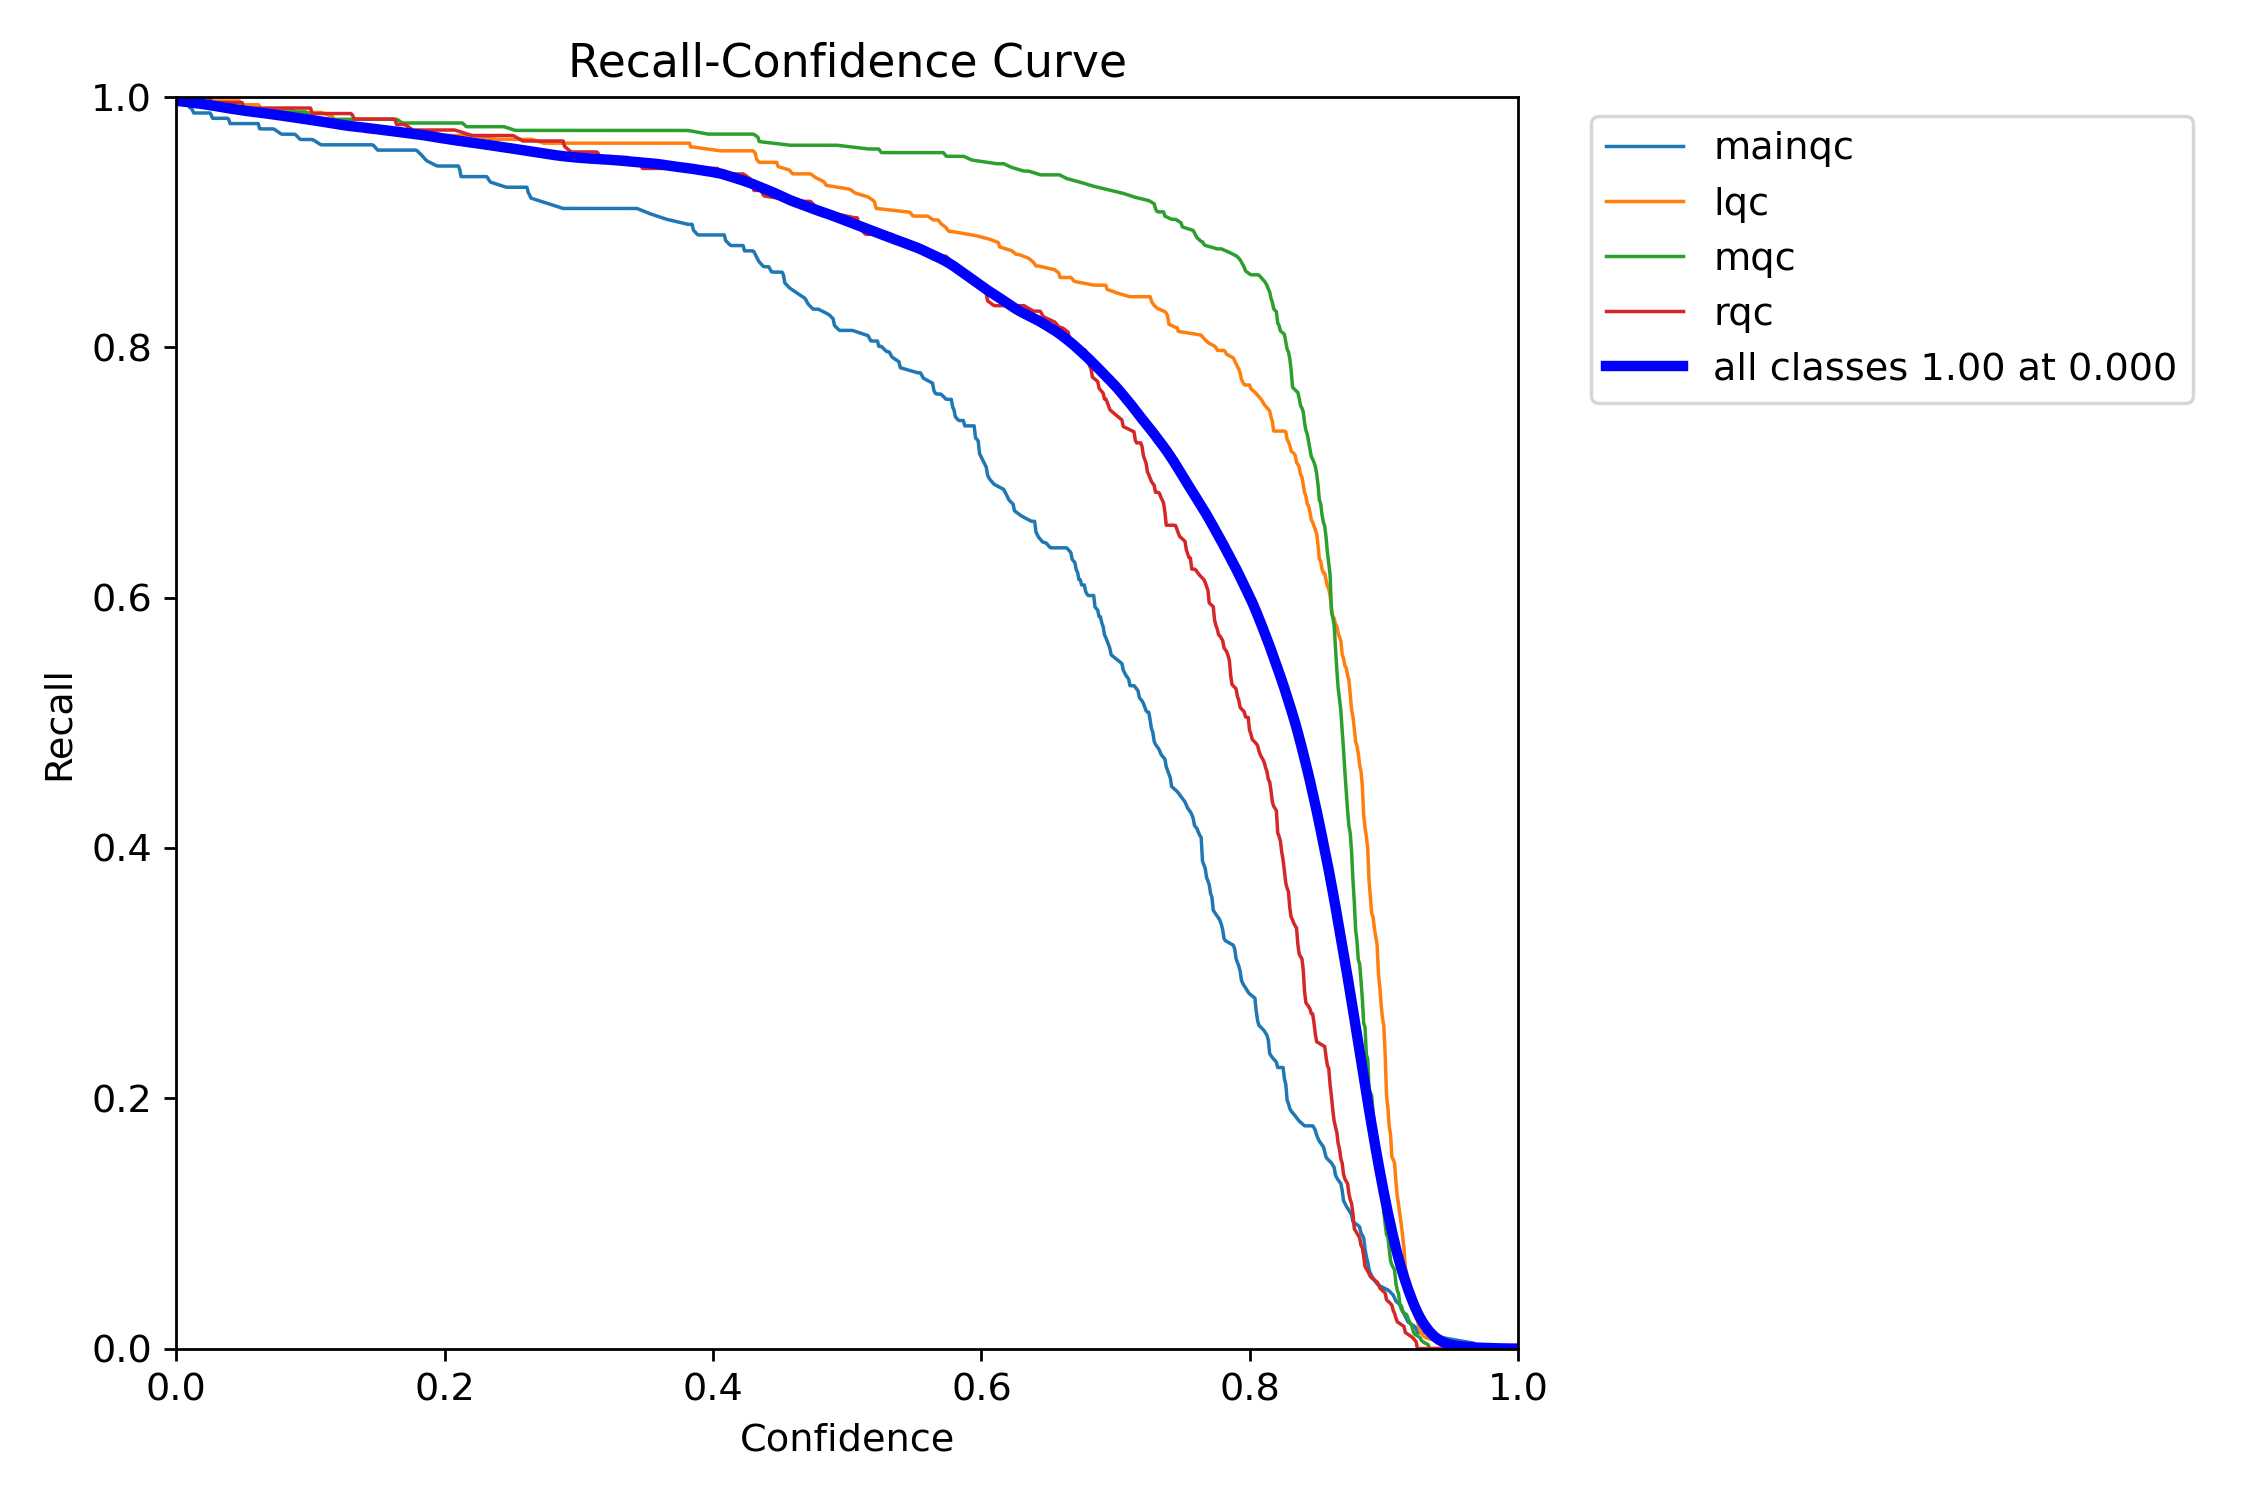 Recall-Confidence Curve
1.0
0.8
0.6
0.4
0.2
0.0
Recall
0.0 0.2 0.4 0.6 0.8 1.0
Confidence
mainqc
lqc
mqc
rqc
all classes 1.00 at 0.000